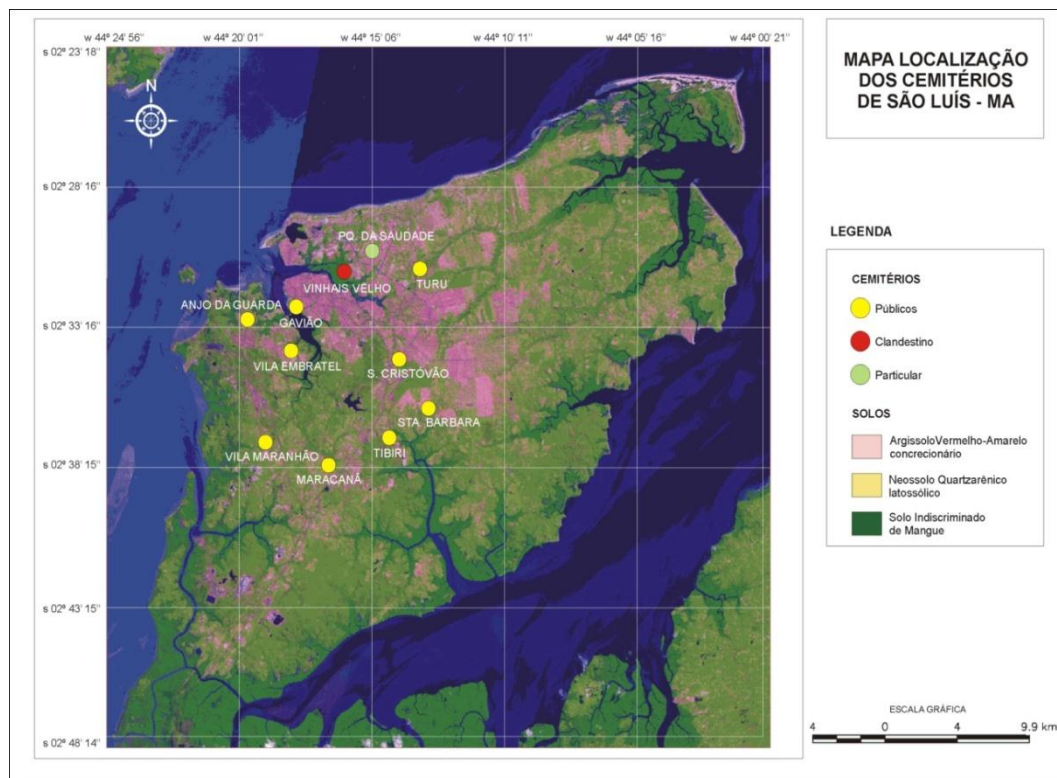 w 44º 24 56"
w 44º 20 01"
w 44º 15 06"
w 44º 10 11"
w 44º 05' 16"
w 44º 00 21"
MAPA LOCALIZAÇÃO
DOS CEMITÉRIOS
DE SÃO LUÍS - MA
s 02º 23' 18"
N
s 02º 28' 16"
PQ. DA SAUDADE
VINHAIS VELHO
TURU
ANJO DA GUARDA
GAVIÃO
s 02º 33' 16"
VILA EMBRATEL
S. CRISTÓVÃO
STA. BÁRBARA
TIBIRI
VILA MARANHÃO
MARACANÃ
s 02º 38' 15"
s 02º 43' 15"
s 02º 48' 14"
LEGENDA
CEMITÉRIOS
Públicos
Clandestino
Particular
SOLOS
ArgissoloVermelho-Amarelo
concrecionário
Neossolo Quartzarênico
latossólico
Solo Indiscriminado
de Mangue
ESCALA GRÁFICA
4 0 4 9.9 km